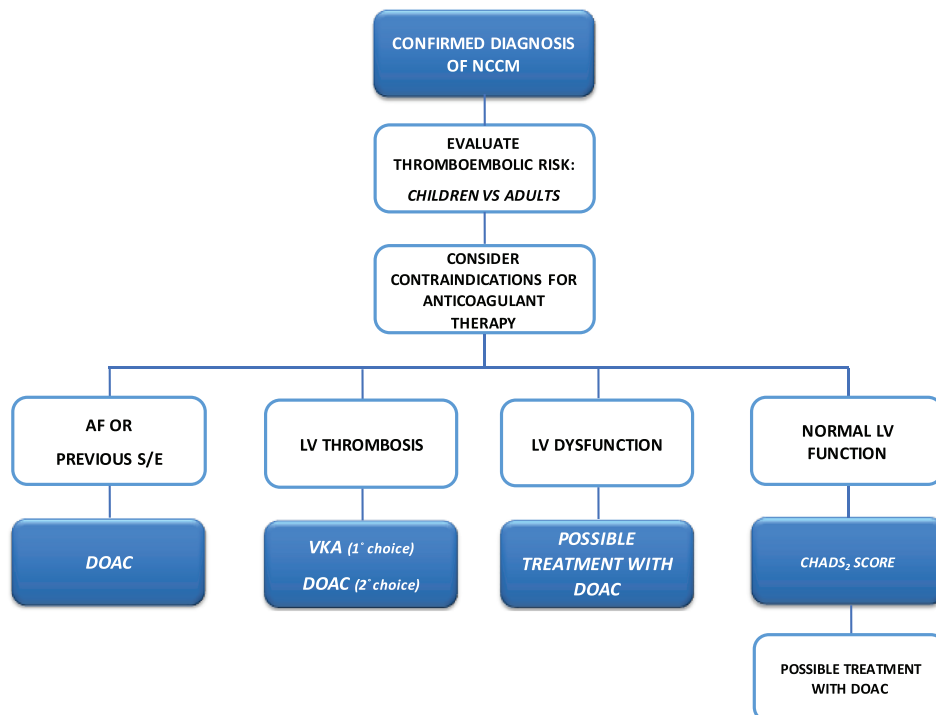 CONFIRMED DIAGNOSIS
OF NCCM
EVALUATE
THROMBOEMBOLIC RISK:
CHILDREN VS ADULTS
CONSIDER
CONTRAINDICATIONS FOR
ANTICOAGULANT
THERAPY
AF OR
PREVIOUS S/E
LV THROMBOSIS
LV DYSFUNCTION
NORMAL LV
FUNCTION
DOAC
VKA (1° choice)
DOAC (2° choice)
POSSIBLE
TREATMENT WITH
DOAC
CHADS₂ SCORE
POSSIBLE TREATMENT
WITH DOAC